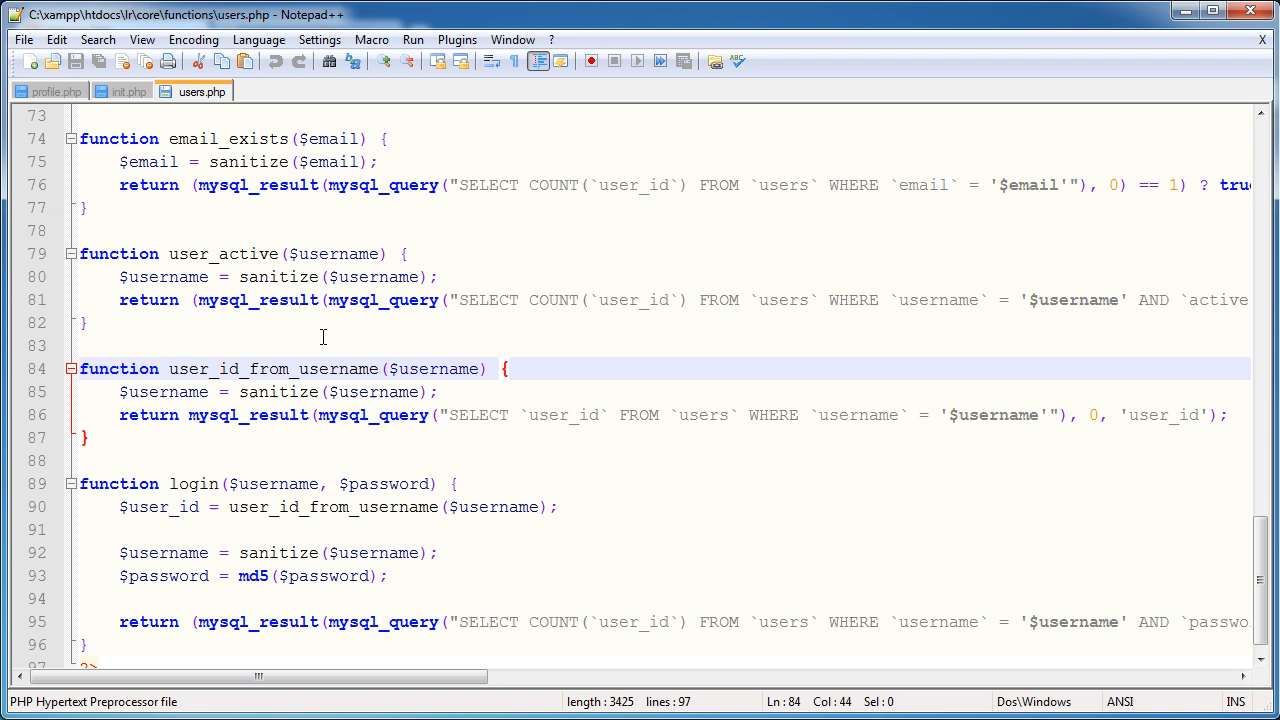 C:\xampp\htdocs\lr\core\functions\users.php - Notepad++
File Edit Search View Encoding Language Settings Macro Run Plugins Window ? X
profile.php init.php users.php
73
74 function email_exists($email) {
75 $email = sanitize($email);
76 return (mysql_result(mysql_query("SELECT COUNT(`user_id`) FROM `users` WHERE `email` = '$email'"), 0) == 1) ? tru
77 }
78
79 function user_active($username) {
80 $username = sanitize($username);
81 return (mysql_result(mysql_query("SELECT COUNT(`user_id`) FROM `users` WHERE `username` = '$username' AND `active
82 }
83
84 function user_id_from_username($username) {
85 $username = sanitize($username);
86 return mysql_result(mysql_query("SELECT `user_id` FROM `users` WHERE `username` = '$username'"), 0, 'user_id');
87 }
88
89 function login($username, $password) {
90 $user_id = user_id_from_username($username);
91
92 $username = sanitize($username);
93 $password = md5($password);
94
95 return (mysql_result(mysql_query("SELECT COUNT(`user_id`) FROM `users` WHERE `username` = '$username' AND `passwo
96 }
97 ?>
PHP Hypertext Preprocessor file length : 3425 lines : 97 Ln : 84 Col : 44 Sel : 0 Dos\Windows ANSI INS